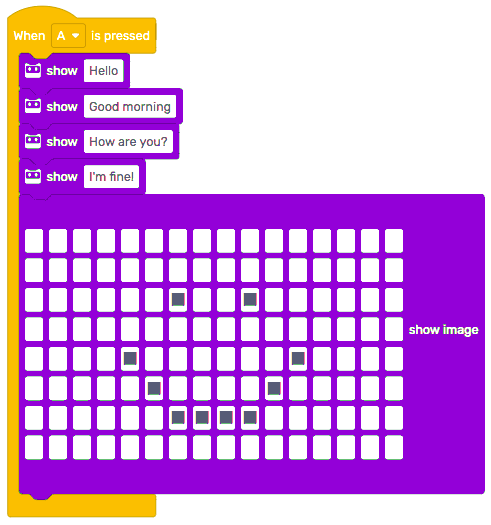 When A is pressed
show Hello
show Good morning
show How are you?
show I'm fine!
show image